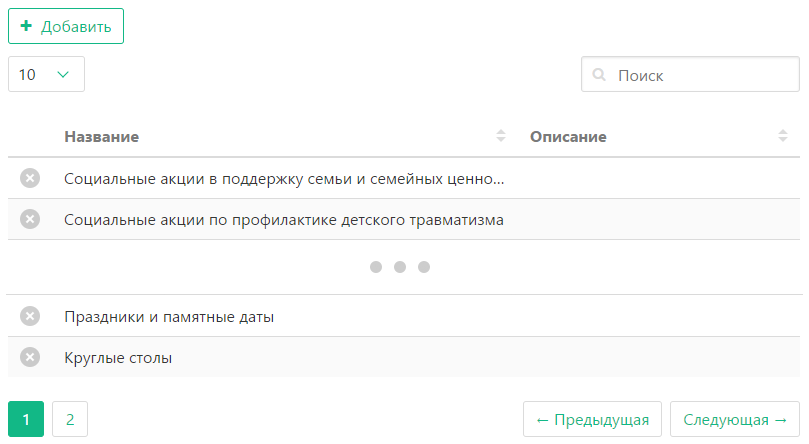 Добавить
10
Поиск
Название Описание
Социальные акции в поддержку семьи и семейных ценно...
Социальные акции по профилактике детского травматизма
Праздники и памятные даты
Круглые столы
1 2 ← Предыдущая Следующая →